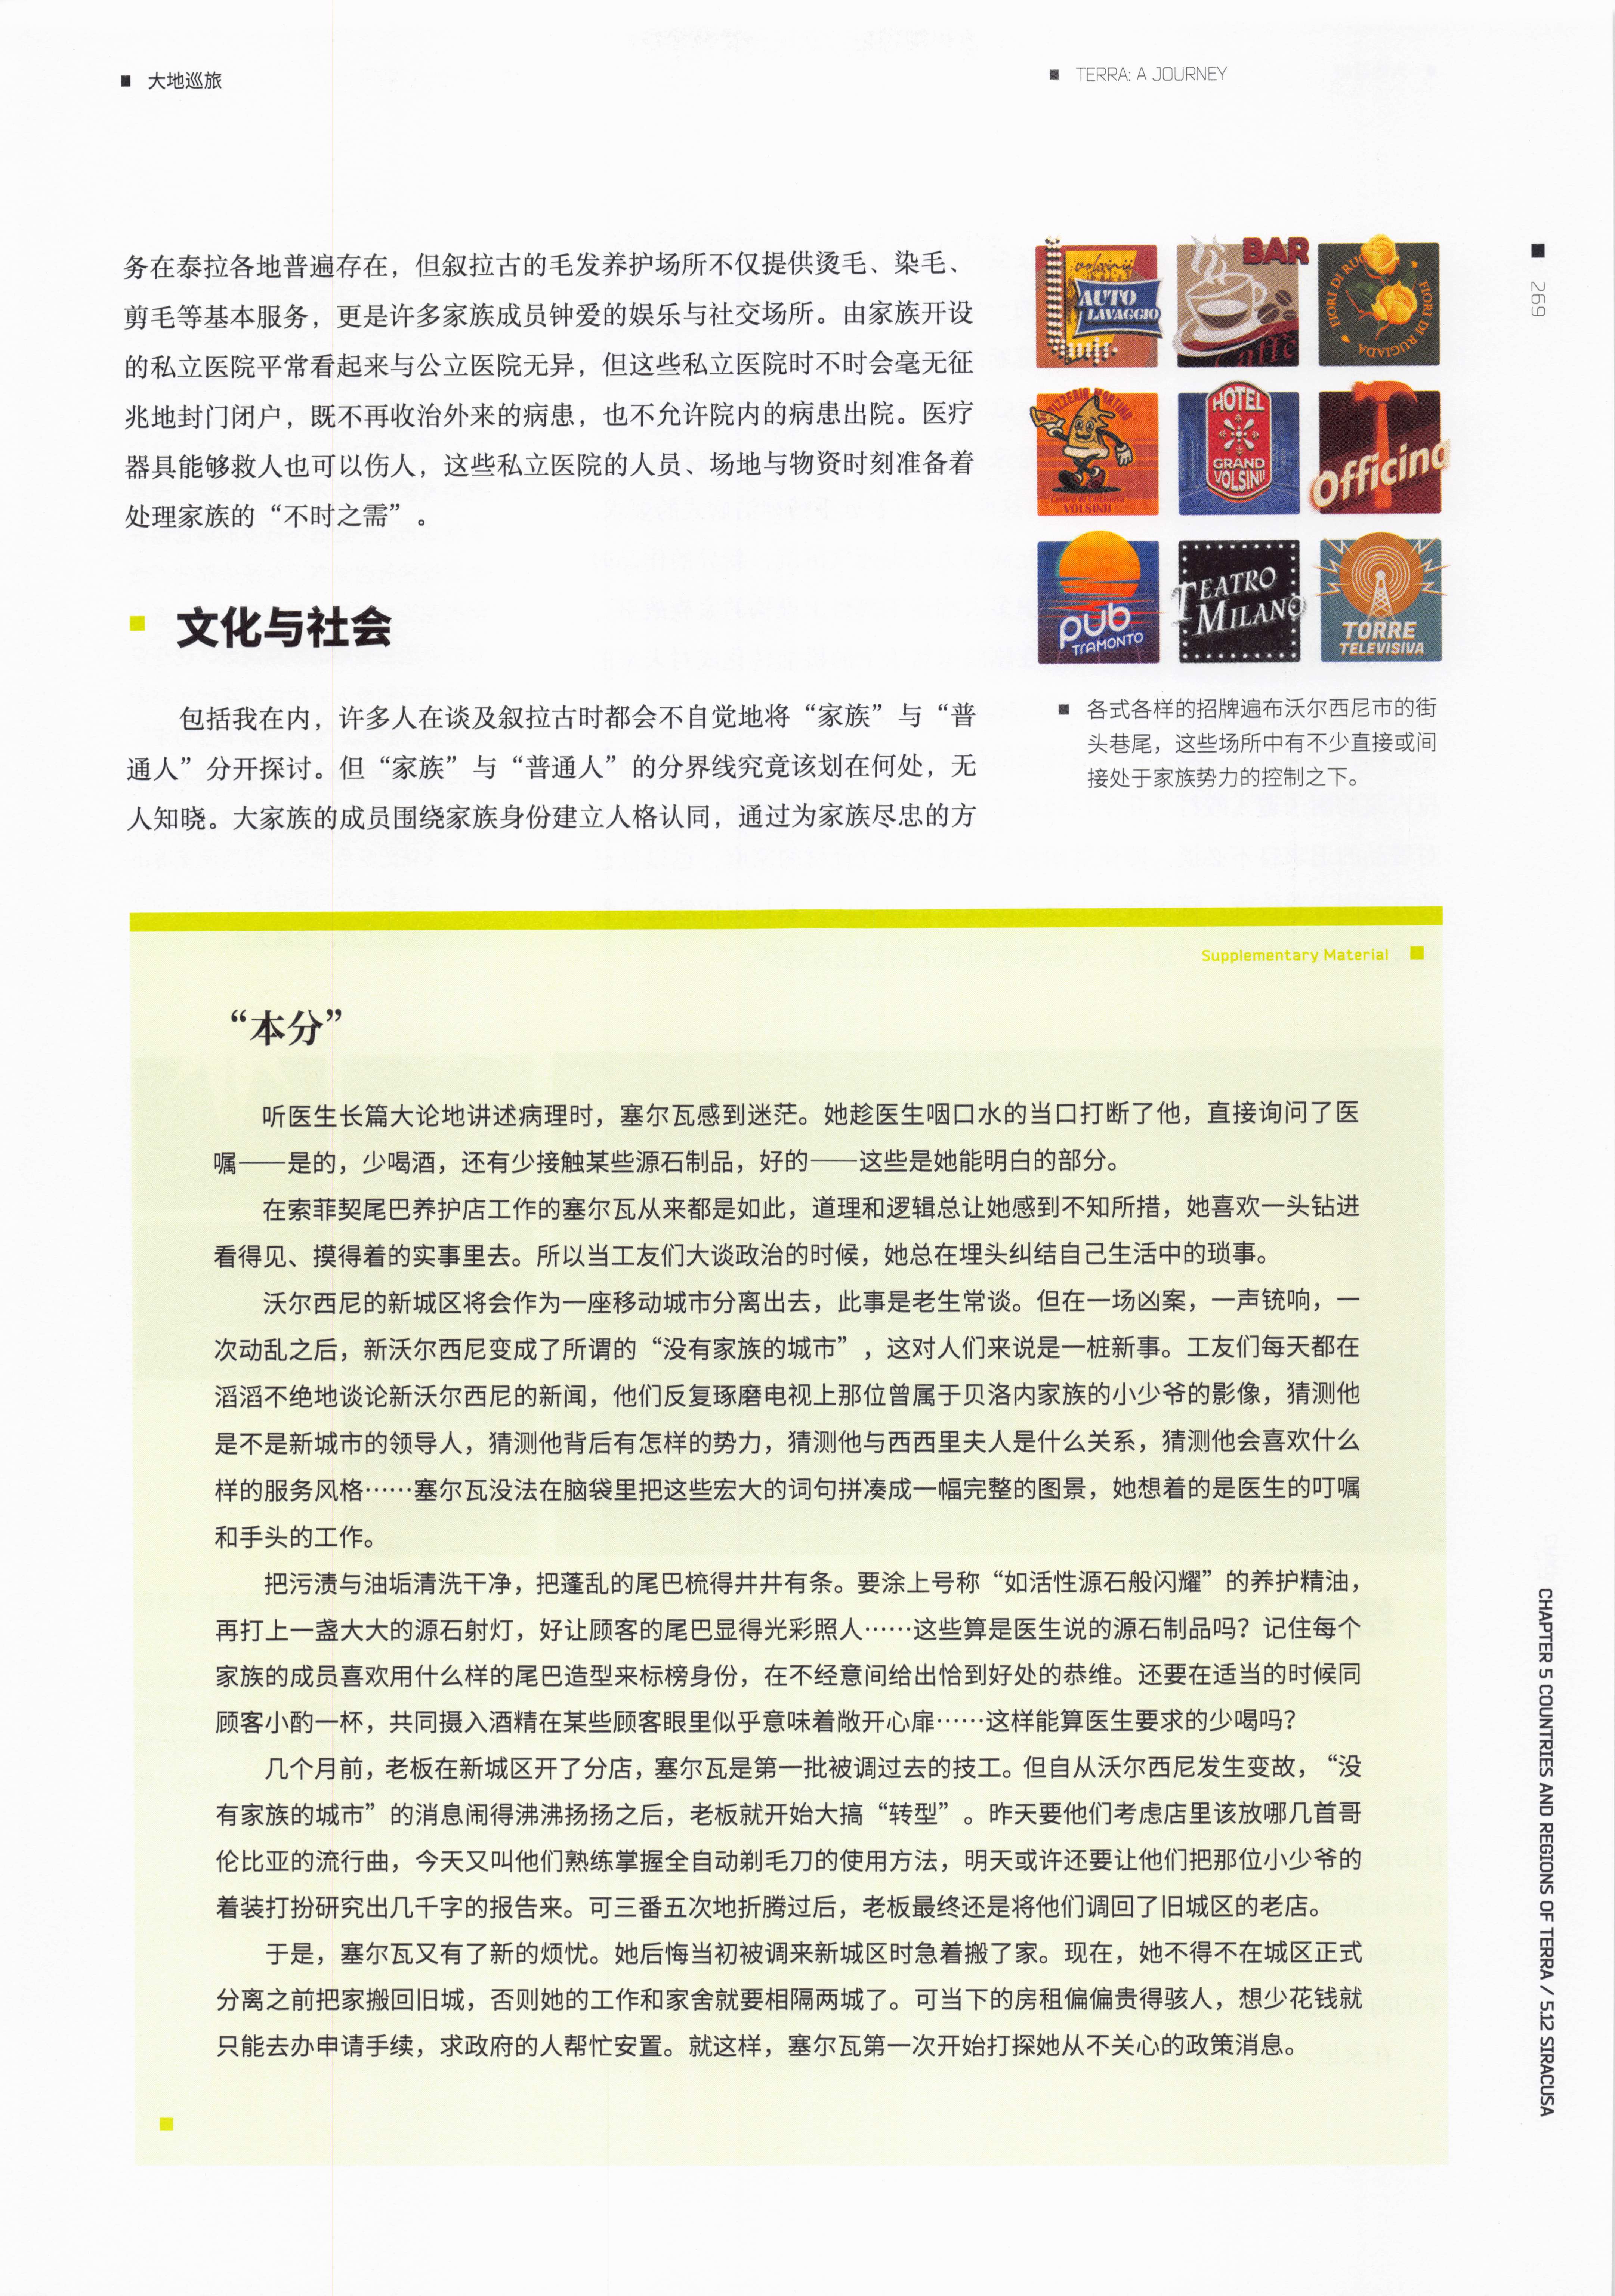 大地巡旅
TERRA: A JOURNEY
务在泰拉各地普遍存在，但叙拉古的毛发养护场所不仅提供烫毛、染毛、
剪毛等基本服务，更是许多家族成员钟爱的娱乐与社交场所。由家族开设
的私立医院平常看起来与公立医院无异，但这些私立医院时不时会毫无征
兆地封门闭户，既不再收治外来的病患，也不允许院内的病患出院。医疗
器具能够救人也可以伤人，这些私立医院的人员、场地与物资时刻准备着
处理家族的“不时之需”。
文化与社会
包括我在内，许多人在谈及叙拉古时都会不自觉地将“家族”与“普
通人”分开探讨。但“家族”与“普通人”的分界线究竟该划在何处，无
人知晓。大家族的成员围绕家族身份建立人格认同，通过为家族尽忠的方
volsinii
AUTO
LAVAGGIO
BAR
Caffè
FIORI DI RUGIADA
FIORI DI RUGIADA
PIZZERIA MORTINO
VOLSINII
HOTEL
GRAND
VOLSINII
Officina
pub
TRAMONTO
TEATRO
MILANO
TORRE
TELEVISIVA
各式各样的招牌遍布沃尔西尼市的街
头巷尾，这些场所中有不少直接或间
接处于家族势力的控制之下。
269
Supplementary Material
“本分”
听医生长篇大论地讲述病理时，塞尔瓦感到迷茫。她趁医生咽口水的当口打断了他，直接询问了医
嘱——是的，少喝酒，还有少接触某些源石制品，好的——这些是她能明白的部分。
在索菲契尾巴养护店工作的塞尔瓦从来都是如此，道理和逻辑总让她感到不知所措，她喜欢一头钻进
看得见、摸得着的实事里去。所以当工友们大谈政治的时候，她总在埋头纠结自己生活中的琐事。
沃尔西尼的新城区将会作为一座移动城市分离出去，此事是老生常谈。但在一场凶案，一声铳响，一
次动乱之后，新沃尔西尼变成了所谓的“没有家族的城市”，这对人们来说是一桩新事。工友们每天都在
滔滔不绝地谈论新沃尔西尼的新闻，他们反复琢磨电视上那位曾属于贝洛内家族的小少爷的影像，猜测他
是不是新城市的领导人，猜测他背后有怎样的势力，猜测他与西西里夫人是什么关系，猜测他会喜欢什么
样的服务风格……塞尔瓦没法在脑袋里把这些宏大的词句拼凑成一幅完整的图景，她想着的是医生的叮嘱
和手头的工作。
把污渍与油垢清洗干净，把蓬乱的尾巴梳得井井有条。要涂上号称“如活性源石般闪耀”的养护精油，
再打上一盏大大的源石射灯，好让顾客的尾巴显得光彩照人……这些算是医生说的源石制品吗？记住每个
家族的成员喜欢用什么样的尾巴造型来标榜身份，在不经意间给出恰到好处的恭维。还要在适当的时候同
顾客小酌一杯，共同摄入酒精在某些顾客眼里似乎意味着敞开心扉……这样能算医生要求的少喝吗？
几个月前，老板在新城区开了分店，塞尔瓦是第一批被调过去的技工。但自从沃尔西尼发生变故，“没
有家族的城市”的消息闹得沸沸扬扬之后，老板就开始大搞“转型”。昨天要他们考虑店里该放哪几首哥
伦比亚的流行曲，今天又叫他们熟练掌握全自动剃毛刀的使用方法，明天或许还要让他们把那位小少爷的
着装打扮研究出几千字的报告来。可三番五次地折腾过后，老板最终还是将他们调回了旧城区的老店。
于是，塞尔瓦又有了新的烦忧。她后悔当初被调来新城区时急着搬了家。现在，她不得不在城区正式
分离之前把家搬回旧城，否则她的工作和家舍就要相隔两城了。可当下的房租偏偏贵得骇人，想少花钱就
只能去办申请手续，求政府的人帮忙安置。就这样，塞尔瓦第一次开始打探她从不关心的政策消息。
CHAPTER 5 COUNTRIES AND REGIONS OF TERRA / 5.12 SIRACUSA